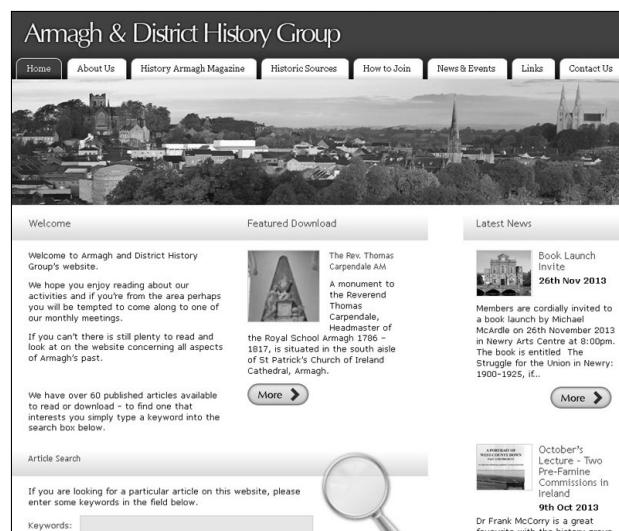 Armagh & District History Group
Home About Us History Armagh Magazine Historic Sources How to Join News & Events Links Contact Us
Welcome
Welcome to Armagh and District History
Group's website.
We hope you enjoy reading about our
activities and if you're from the area perhaps
you will be tempted to come along to one of
our monthly meetings.
If you can't there is still plenty to read and
look at on the website concerning all aspects
of Armagh's past.
We have over 60 published articles available
to read or download - to find one that
interests you simply type a keyword into the
search box below.
Featured Download
The Rev. Thomas
Carpendale AM
A monument to
the Reverend
Thomas
Carpendale,
Headmaster of
the Royal School Armagh 1786 -
1817, is situated in the south aisle
of St Patrick's Church of Ireland
Cathedral, Armagh.
More
Article Search
If you are looking for a particular article on this website, please
enter some keywords in the field below.
Keywords:
Latest News
Book Launch
Invite
26th Nov 2013
Members are cordially invited to
a book launch by Michael
McArdle on 26th November 2013
in Newry Arts Centre at 8:00pm.
The book is entitled The
Struggle for the Union in Newry:
1900-1925, if...
More
A PORTRAIT OF
WEST COUNTY DOWN
October's
Lecture - Two
Pre-Famine
Commissions in
Ireland
9th Oct 2013
Dr Frank McCorry is a great
favourite with the history group